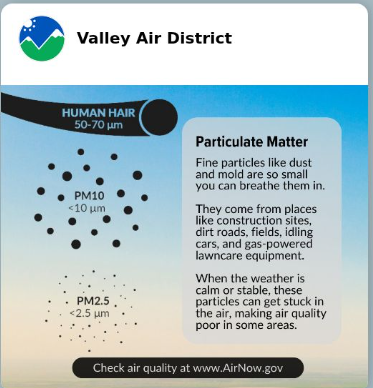 Valley Air District
HUMAN HAIR
50-70 µm
PM10
<10 µm
PM2.5
<2.5 µm
Particulate Matter
Fine particles like dust
and mold are so small
you can breathe them in.
They come from places
like construction sites,
dirt roads, fields, idling
cars, and gas-powered
lawncare equipment.
When the weather is
calm or stable, these
particles can get stuck in
the air, making air quality
poor in some areas.
Check air quality at www.AirNow.gov